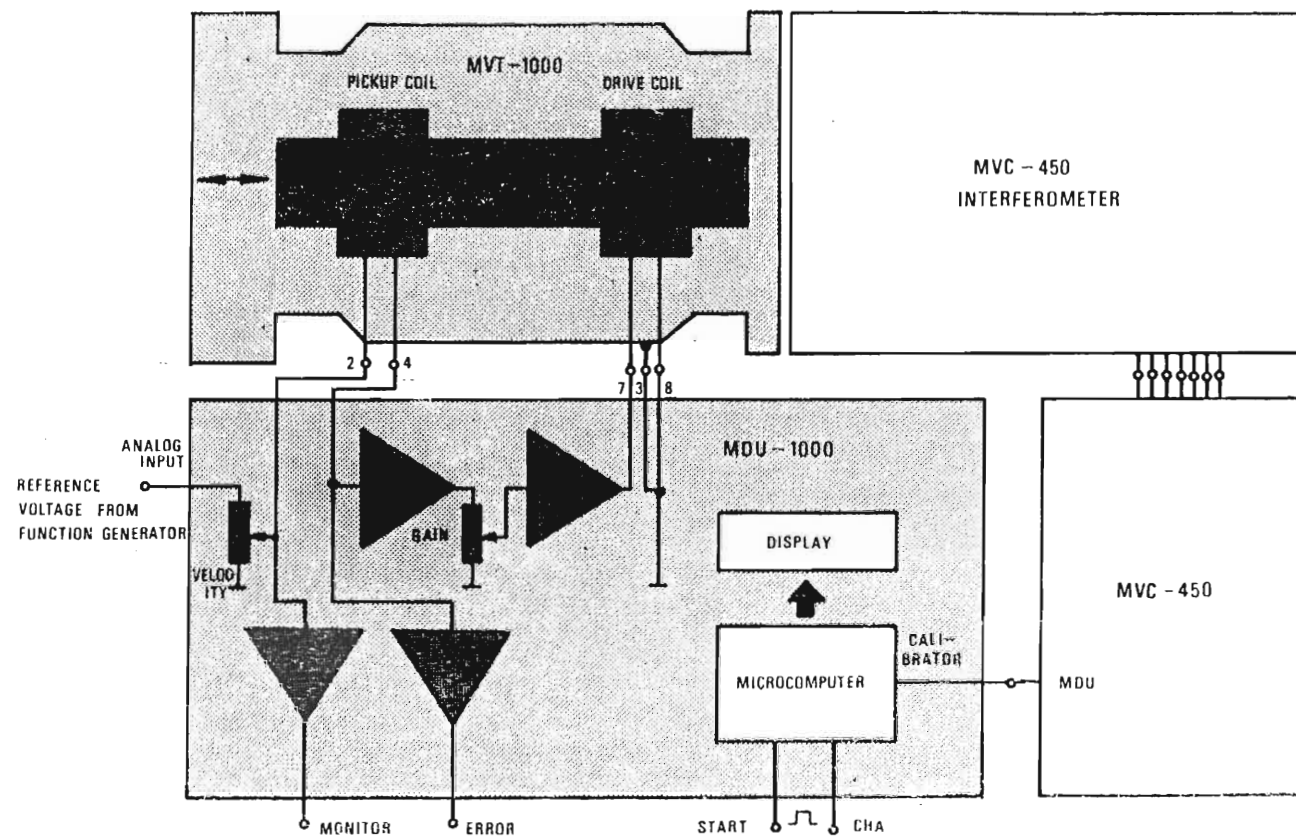 MVT-1000
PICKUP COIL
DRIVE COIL
MVC-450
INTERFEROMETER
2
4
7
3
8
ANALOG
INPUT
REFERENCE
VOLTAGE FROM
FUNCTION GENERATOR
VELOC
ITY
GAIN
MDU-1000
DISPLAY
MICROCOMPUTER
CALI-
BRATOR
MVC-450
MDU
MONITOR
ERROR
START
CHA